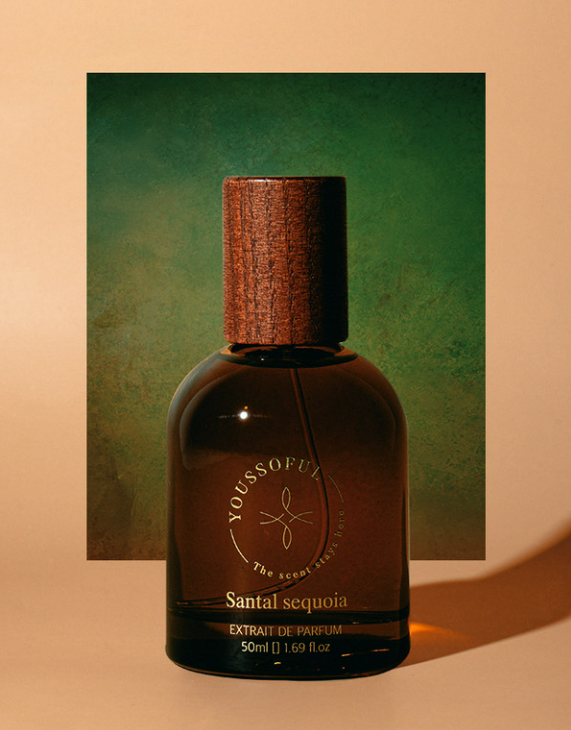 YOUSSOFUL
The scent stays here
Santal sequoia
EXTRAIT DE PARFUM
50ml [] 1.69 fl.oz